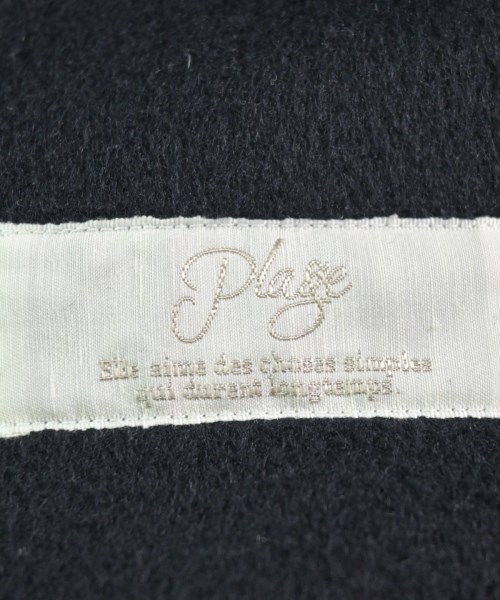 Plage
Elle aime des choses simples
qui durent longtemps.